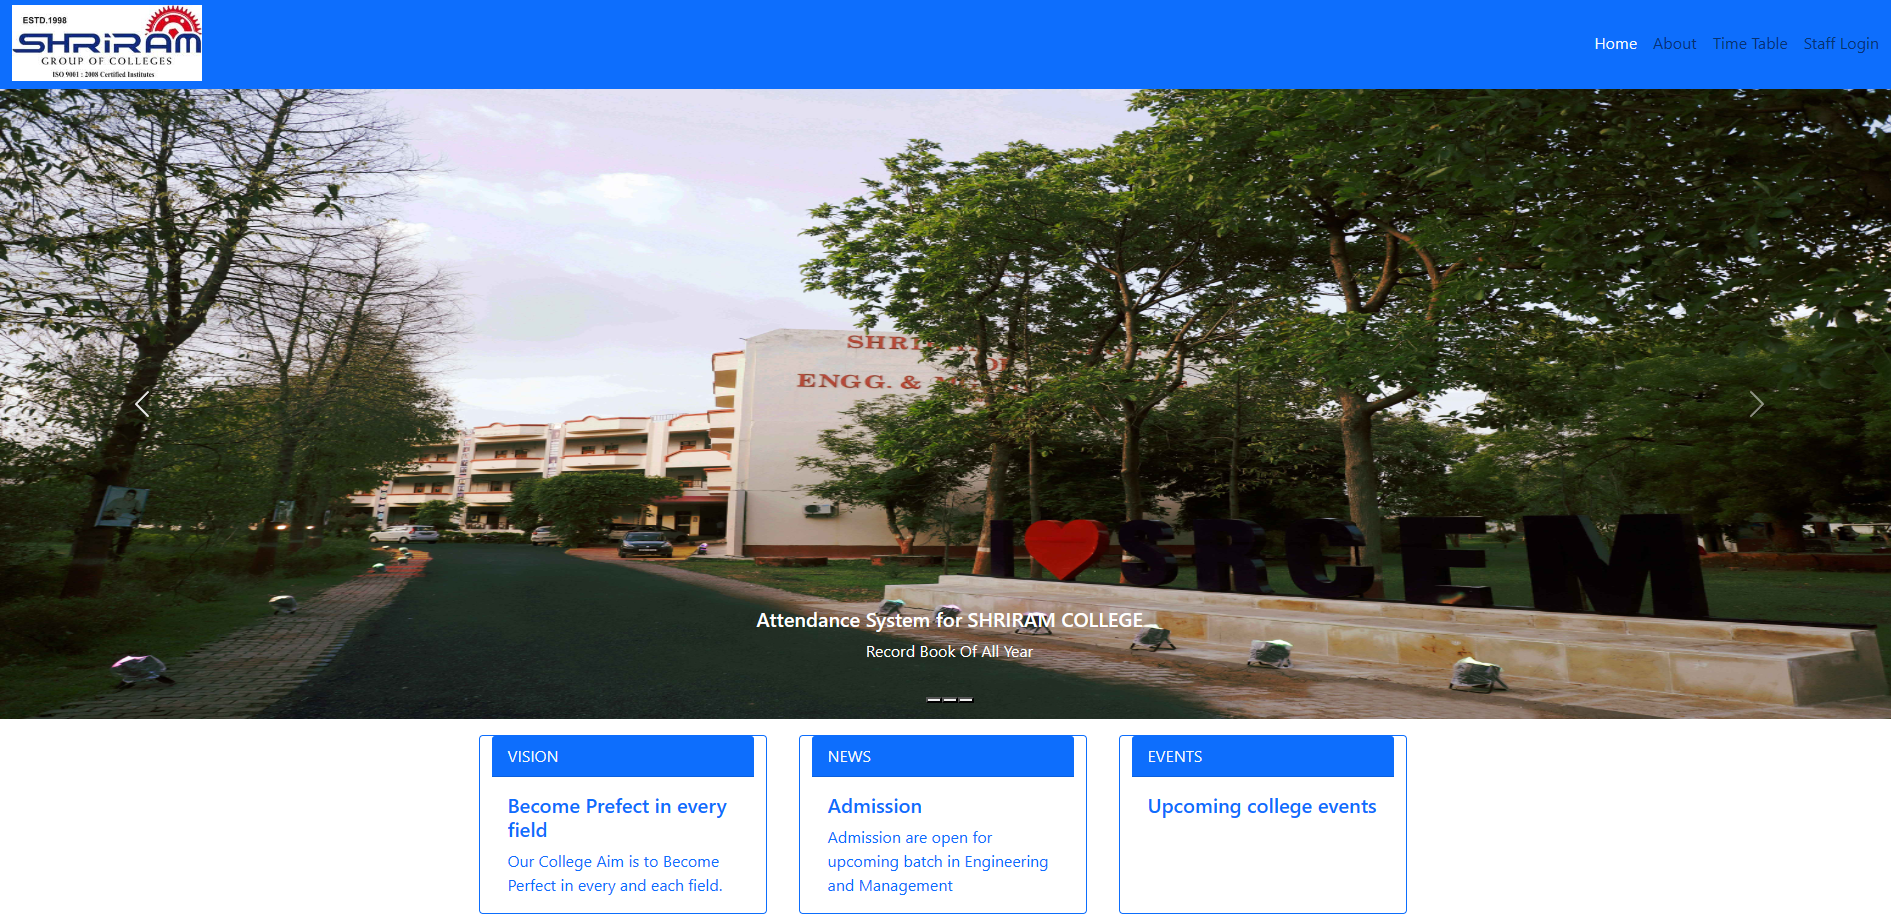 ESTD.1998
SHRiRAM
GROUP OF COLLEGES
ISO 9001 : 2008 Certified Institutes
Home About Time Table Staff Login
ENGG. &
I SRCEM
Attendance System for SHRIRAM COLLEGE
Record Book Of All Year
VISION
Become Prefect in every
field
Our College Aim is to Become
Perfect in every and each field.
NEWS
Admission
Admission are open for
upcoming batch in Engineering
and Management
EVENTS
Upcoming college events